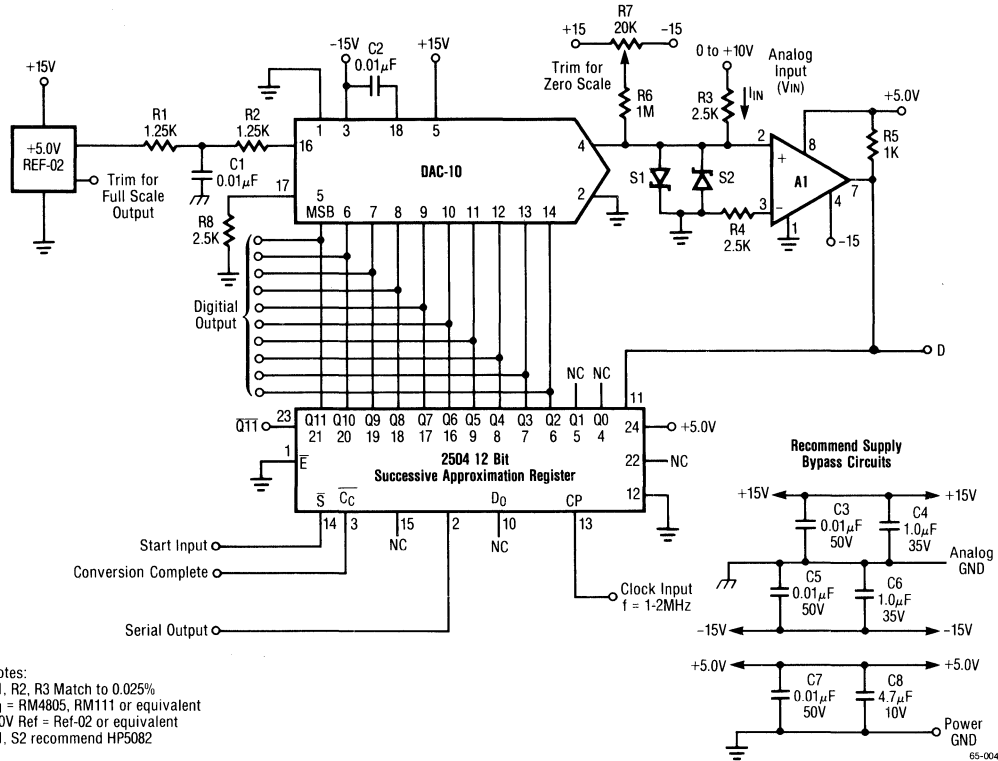 +15V
+5.0V
REF-02
R1
1.25K
R2
1.25K
C1
0.01µF
Trim for
Full Scale
Output
R8
2.5K
-15V
C2
0.01µF
+15V
1
3
18
5
16
17
DAC-10
4
2
5
MSB
6
7
8
9
10
11
12
13
14
R7
20K
+15
-15
Trim for
Zero Scale
R6
1M
0 to +10V
Analog
Input
(VIN)
R3
2.5K
IIN
S1
S2
R4
2.5K
2
+
3
-
A1
8
7
4
1
-15
+5.0V
R5
1K
D
Digitial
Output
Q11
23
1
E
Q11
21
Q10
20
Q9
19
Q8
18
Q7
17
Q6
16
Q5
9
Q4
8
Q3
7
Q2
6
Q1
5
Q0
4
NC
NC
11
24
+5.0V
22
NC
12
2504 12 Bit
Successive Approximation Register
S
CC
D0
CP
14
3
15
NC
2
10
NC
13
Start Input
Conversion Complete
Serial Output
Clock Input
f = 1-2MHz
Recommend Supply
Bypass Circuits
+15V
+15V
C3
0.01µF
50V
C4
1.0µF
35V
Analog
GND
C5
0.01µF
50V
C6
1.0µF
35V
-15V
-15V
+5.0V
+5.0V
C7
0.01µF
50V
C8
4.7µF
10V
Power
GND
otes:
, R2, R3 Match to 0.025%
= RM4805, RM111 or equivalent
0V Ref = Ref-02 or equivalent
, S2 recommend HP5082
65-004